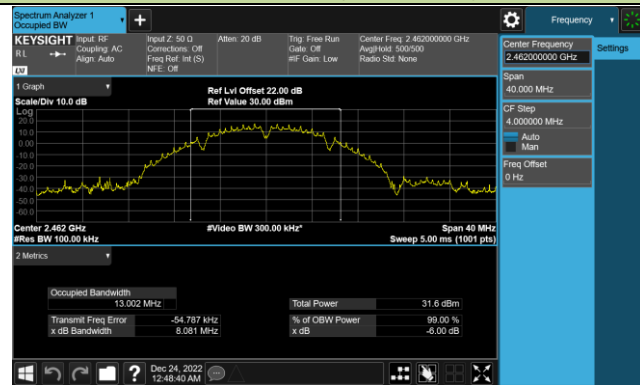 Spectrum Analyzer 1
Occupied BW
Frequency
KEYSIGHT
Input: RF
R L
Coupling: AC
Align: Auto
LXI
Input Z: 50 Ω
Corrections: Off
Freq Ref: Int (S)
NFE: Off
Atten: 20 dB
Trig: Free Run
Gate: Off
#IF Gain: Low
Center Freq: 2.462000000 GHz
Avg|Hold: 500/500
Radio Std: None
Center Frequency
2.462000000 GHz
Settings
Span
40.000 MHz
CF Step
4.000000 MHz
Auto
Man
Freq Offset
0 Hz
1 Graph
Scale/Div 10.0 dB
Ref Lvl Offset 22.00 dB
Ref Value 30.00 dBm
Log
20.0
10.0
0.00
-10.0
-20.0
-30.0
-40.0
-50.0
-60.0
Center 2.462 GHz
#Video BW 300.00 kHz*
Span 40 MHz
#Res BW 100.00 kHz
Sweep 5.00 ms (1001 pts)
2 Metrics
Occupied Bandwidth
13.002 MHz
Total Power 31.6 dBm
Transmit Freq Error -54.787 kHz
% of OBW Power 99.00 %
x dB Bandwidth 8.081 MHz
x dB -6.00 dB
Dec 24, 2022
12:48:40 AM